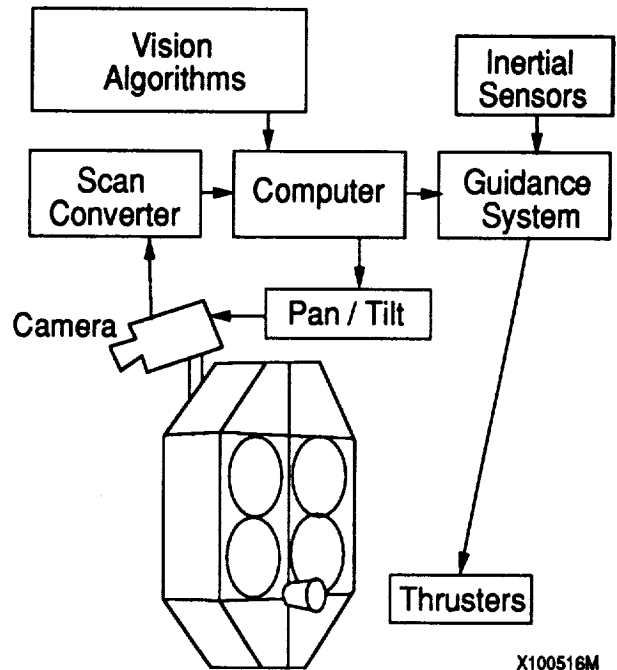 Vision
Algorithms
Inertial
Sensors
Scan
Converter
Computer
Guidance
System
Camera
Pan / Tilt
Thrusters
X100516M